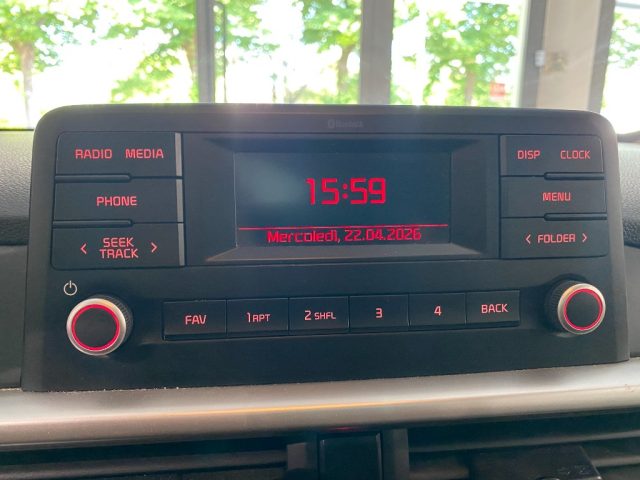 Bluetooth
RADIO MEDIA
DISP CLOCK
15:59
PHONE
MENU
Mercoledì, 22.04.2026
< SEEK TRACK >
< FOLDER >
FAV
1 RPT
2 SHFL
3
4
BACK